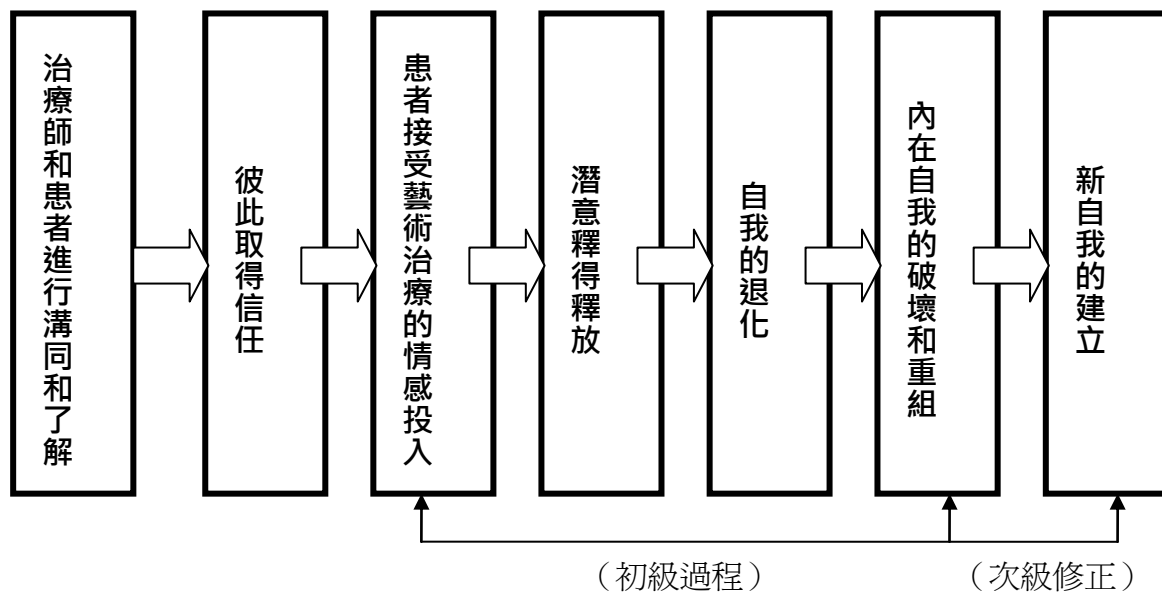 治療師和患者進行溝同和了解
彼此取得信任
患者接受藝術治療的情感投入
潛意釋得釋放
自我的退化
內在自我的破壞和重組
新自我的建立
（初級過程）
（次級修正）